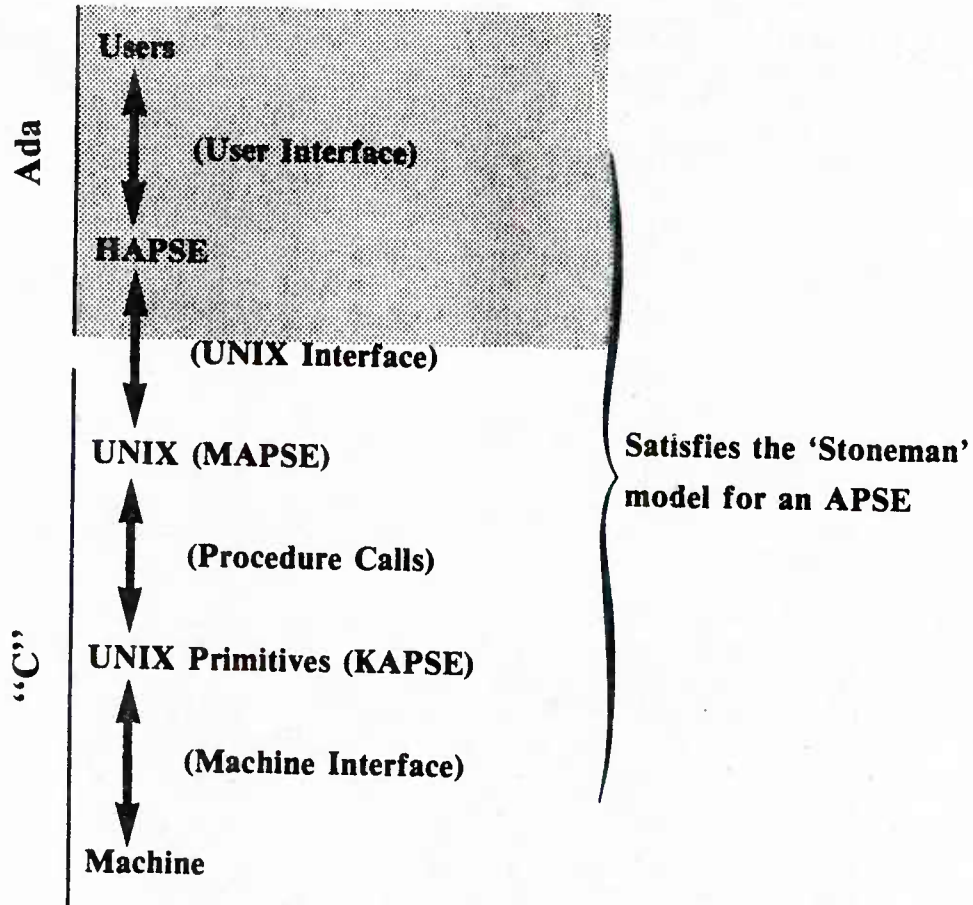 Ada
Users
(User Interface)
HAPSE
(UNIX Interface)
UNIX (MAPSE)
(Procedure Calls)
“C”
UNIX Primitives (KAPSE)
(Machine Interface)
Machine
Satisfies the ‘Stoneman’
model for an APSE